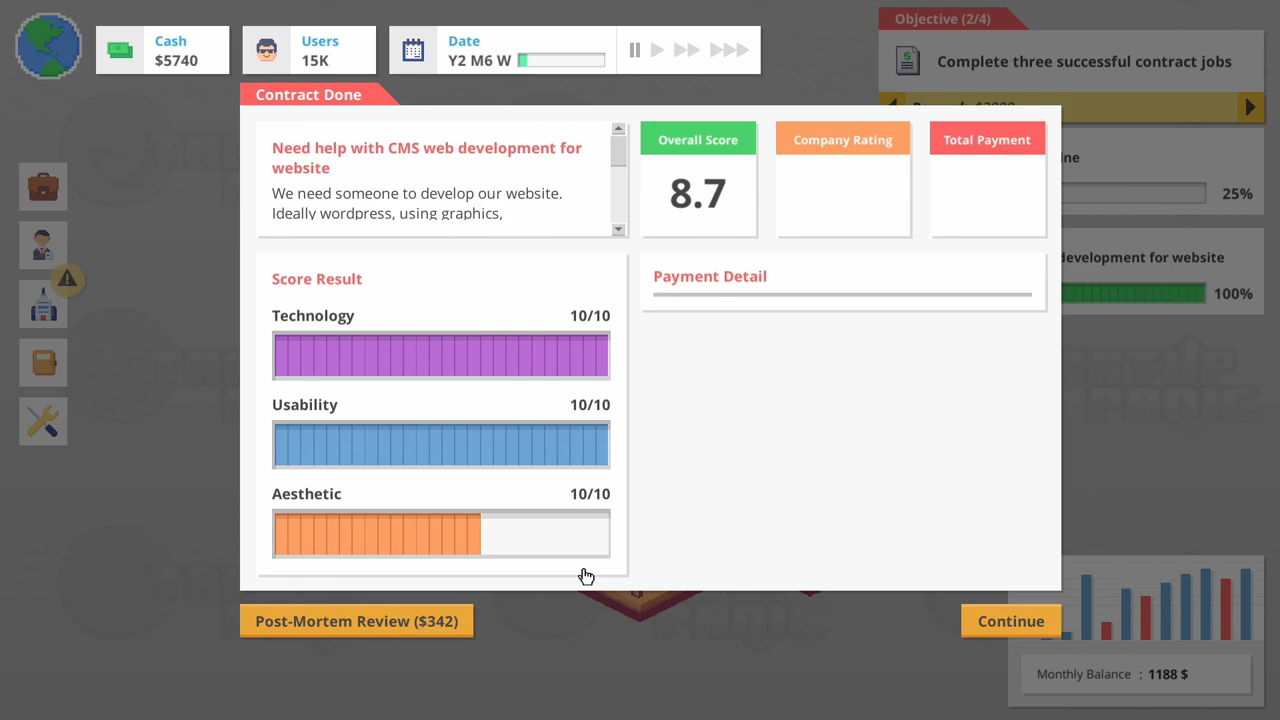 Cash
$5740
Users
15K
Date
Y2 M6 W
Objective (2/4)
Complete three successful contract jobs
Contract Done
Need help with CMS web development for
website
We need someone to develop our website.
Ideally wordpress, using graphics,
Overall Score
8.7
Company Rating
Total Payment
25%
development for website
100%
Score Result
Technology 10/10
Usability 10/10
Aesthetic 10/10
Payment Detail
Post-Mortem Review ($342)
Continue
Monthly Balance : 1188 $